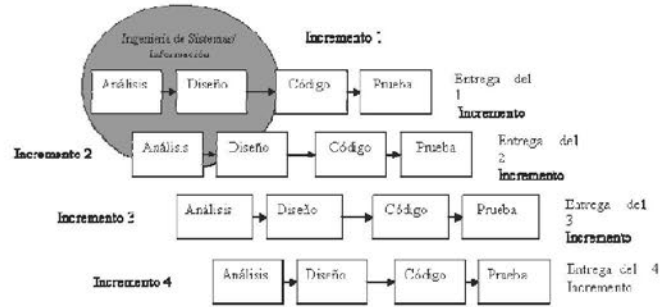 Ingeniería de Sistemas/
Información
Incremento 1
Análisis
Diseño
Código
Prueba
Entrega del
1
Incremento
Incremento 2
Análisis
Diseño
Código
Prueba
Entrega del
2
Incremento
Incremento 3
Análisis
Diseño
Código
Prueba
Entrega del
3
Incremento
Incremento 4
Análisis
Diseño
Código
Prueba
Entrega del 4
Incremento